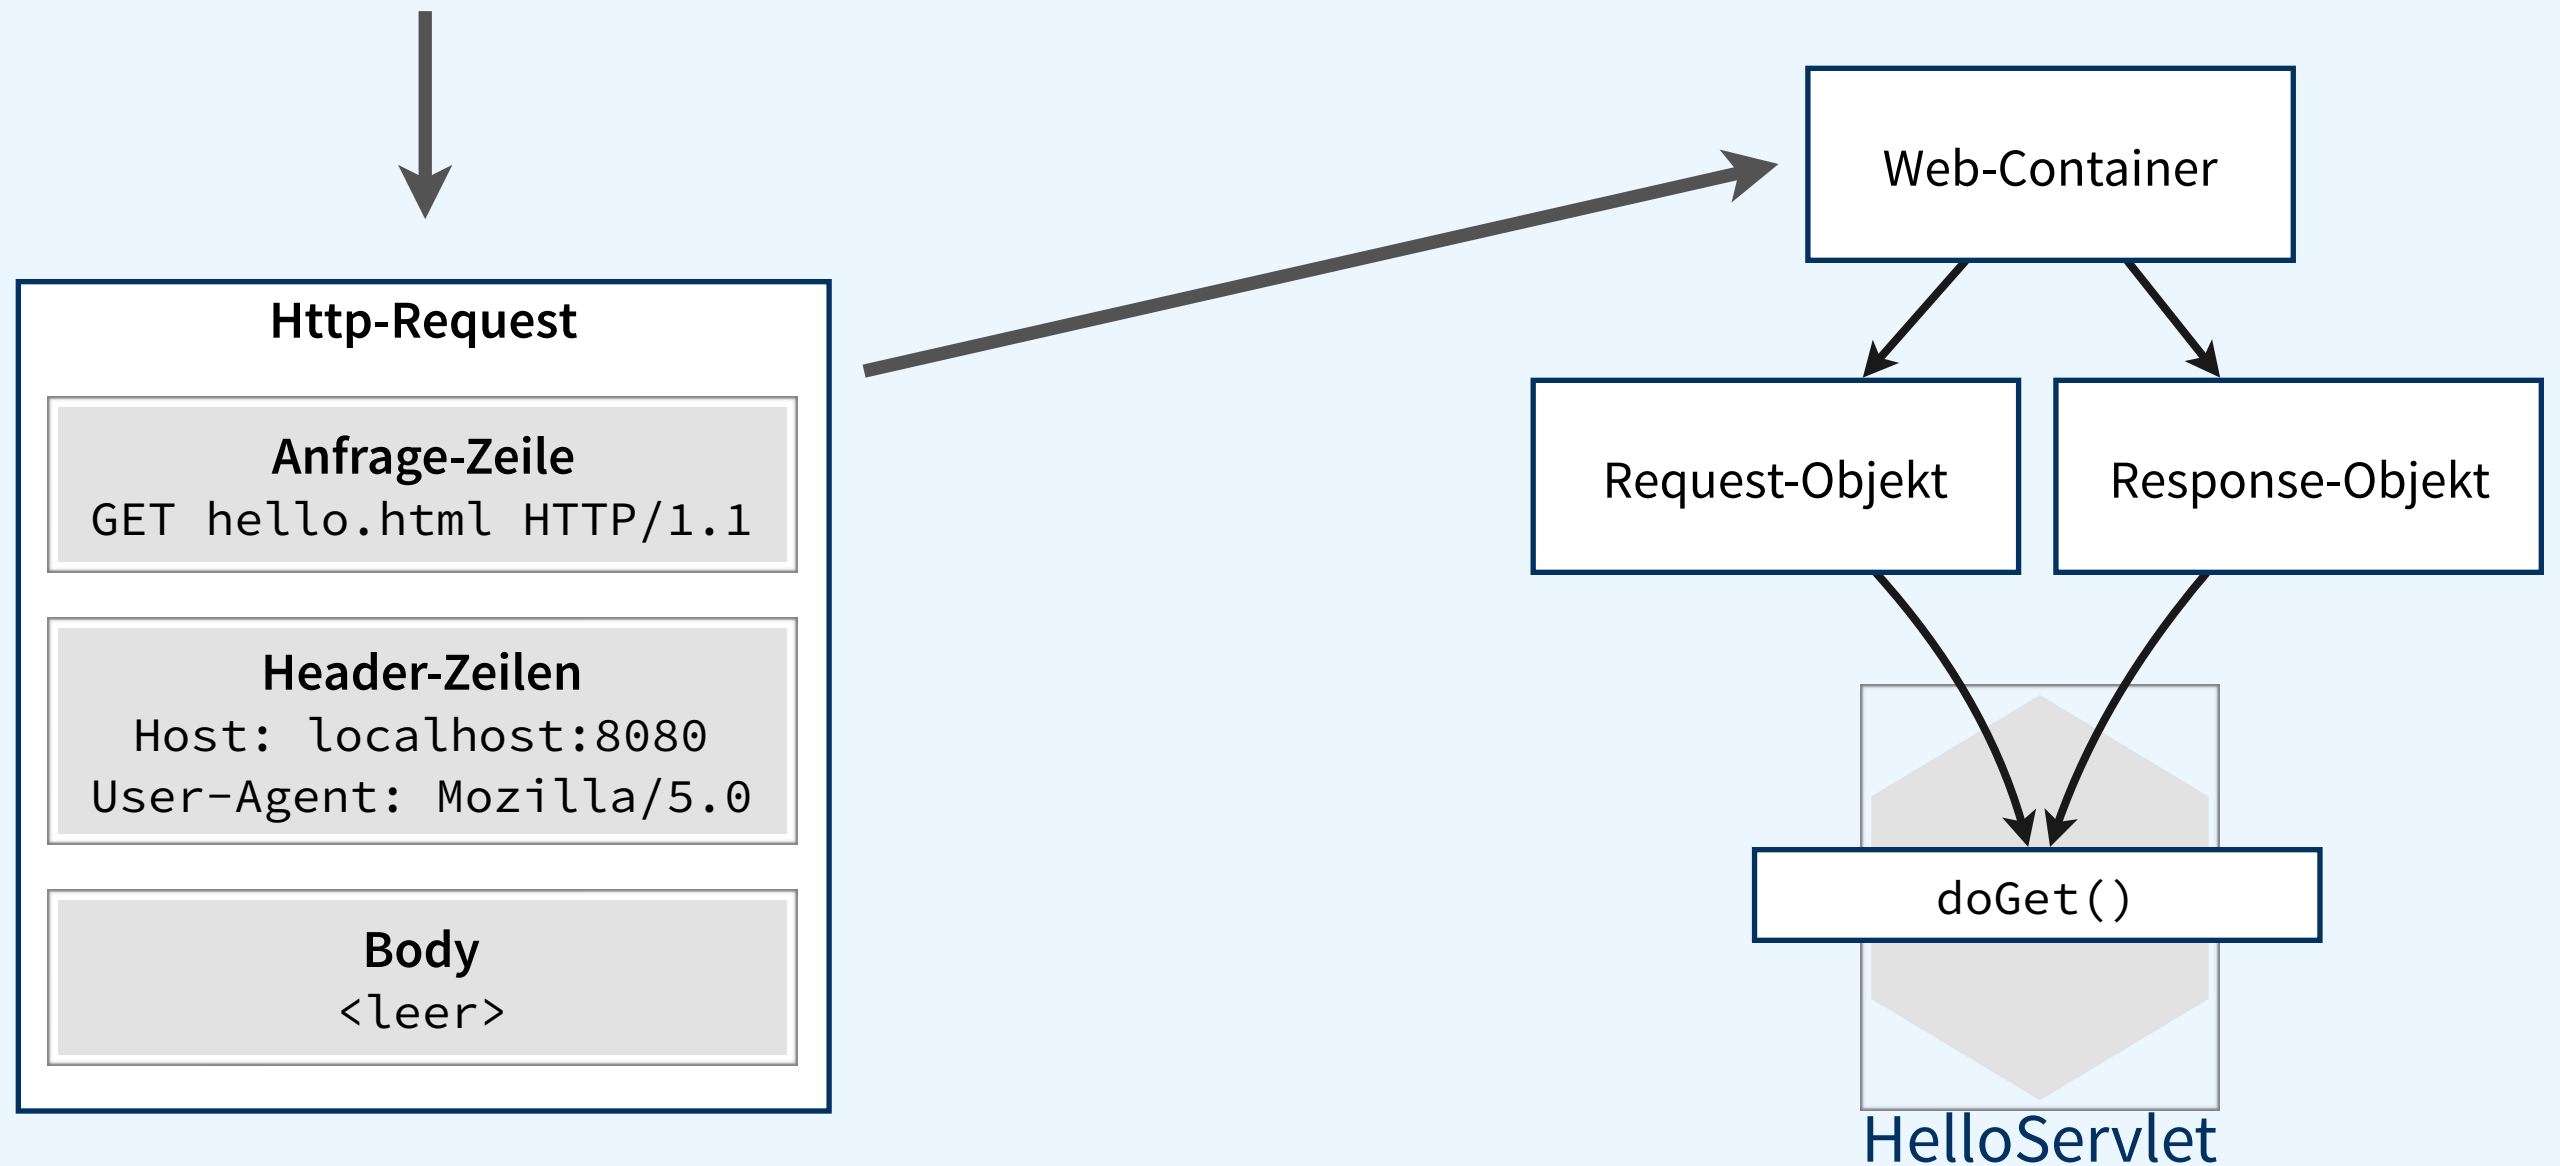 Http-Request
Anfrage-Zeile
GET hello.html HTTP/1.1
Header-Zeilen
Host: localhost:8080
User-Agent: Mozilla/5.0
Body
<leer>
Web-Container
Request-Objekt
Response-Objekt
doGet()
HelloServlet